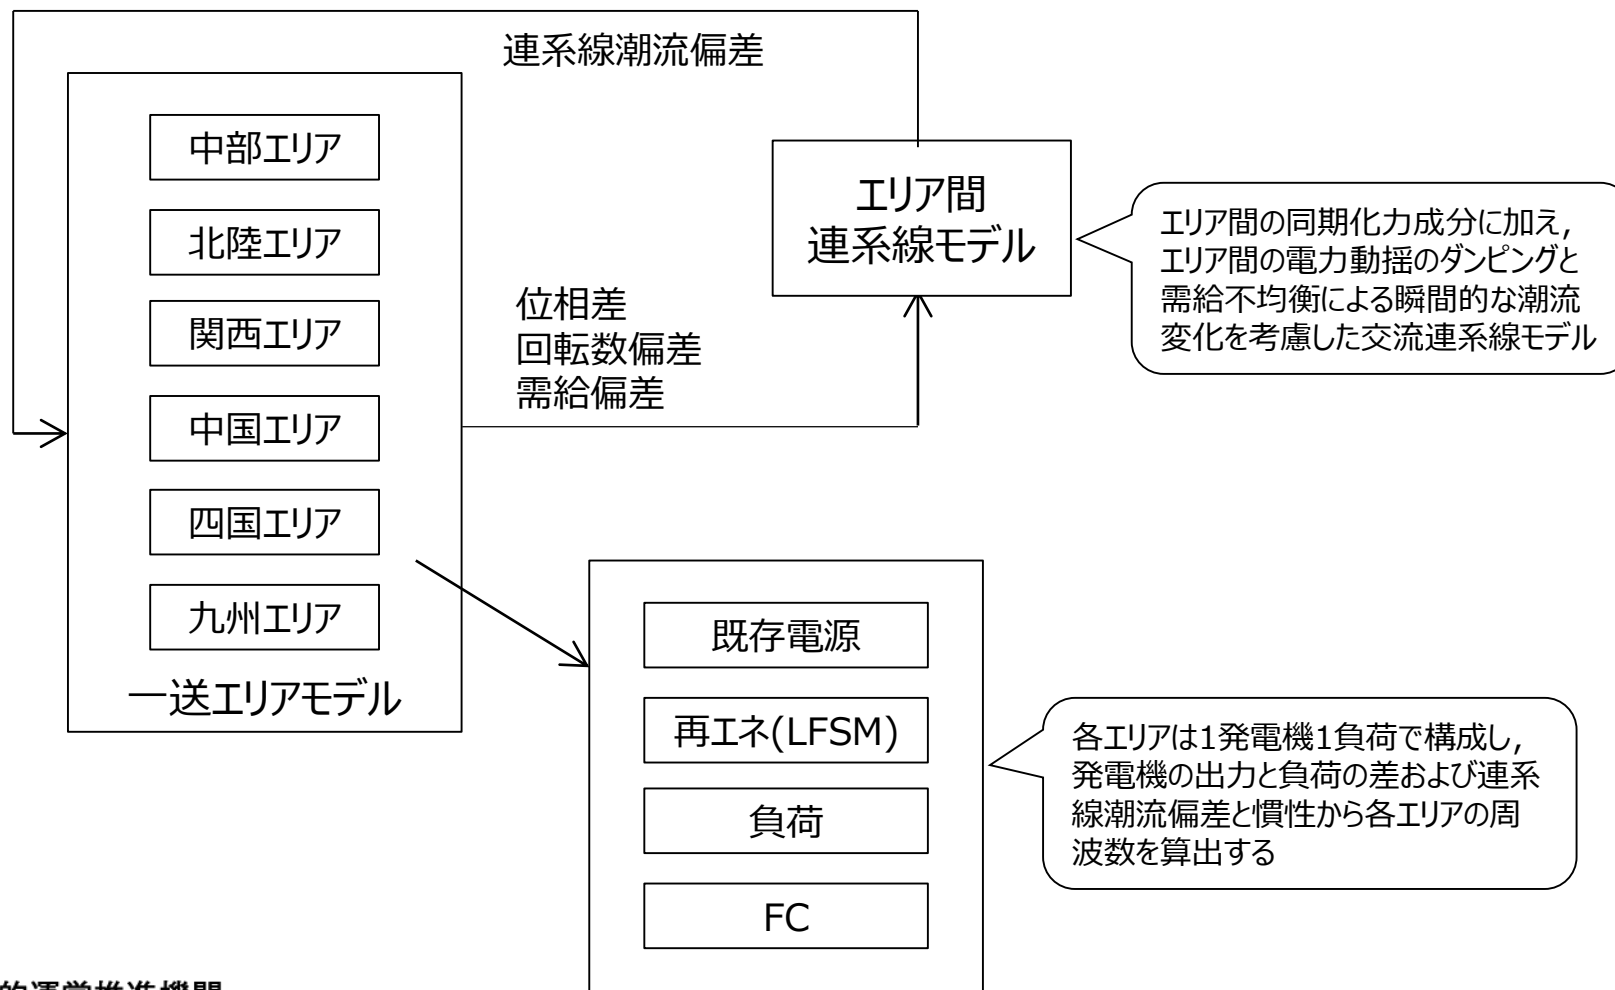 連系線潮流偏差
中部エリア
北陸エリア
関西エリア
中国エリア
四国エリア
九州エリア
一送エリアモデル
エリア間
連系線モデル
エリア間の同期化力成分に加え,
エリア間の電力動揺のダンピングと
需給不均衡による瞬間的な潮流
変化を考慮した交流連系線モデル
位相差
回転数偏差
需給偏差
既存電源
再エネ(LFSM)
負荷
FC
各エリアは1発電機1負荷で構成し,
発電機の出力と負荷の差および連系
線潮流偏差と慣性から各エリアの周
波数を算出する